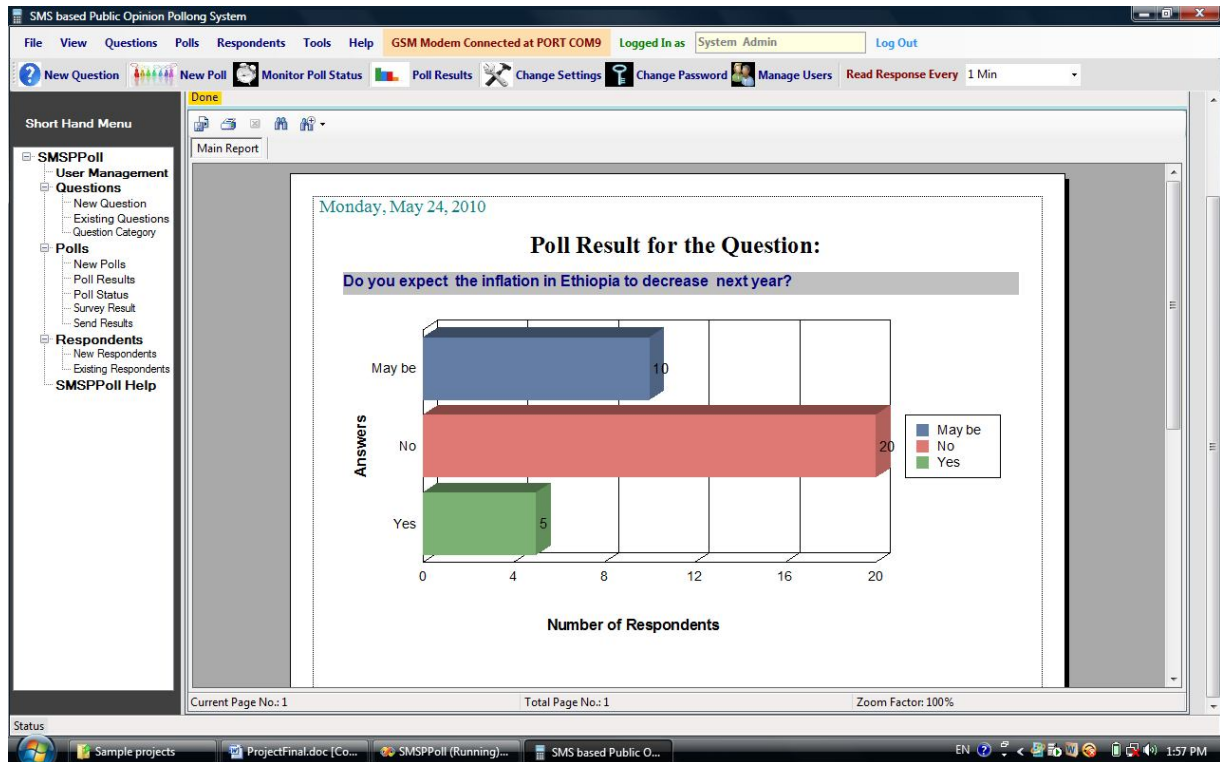 SMS based Public Opinion Pollong System
File View Questions Polls Respondents Tools Help GSM Modem Connected at PORT COM9 Logged In as System Admin Log Out
New Question New Poll Monitor Poll Status Poll Results Change Settings Change Password Manage Users Read Response Every 1 Min
Done
Short Hand Menu
SMSPPoll
User Management
Questions
New Question
Existing Questions
Question Category
Polls
New Polls
Poll Results
Poll Status
Survey Result
Send Results
Respondents
New Respondents
Existing Respondents
SMSPPoll Help
Main Report
Monday, May 24, 2010
Poll Result for the Question:
Do you expect the inflation in Ethiopia to decrease next year?
May be 10
No 20
Yes 5
Answers
0 4 8 12 16 20
Number of Respondents
May be
No
Yes
Current Page No.: 1 Total Page No.: 1 Zoom Factor: 100%
Status
Sample projects ProjectFinal.doc [Co... SMSPPoll (Running)... SMS based Public O... EN 1:57 PM